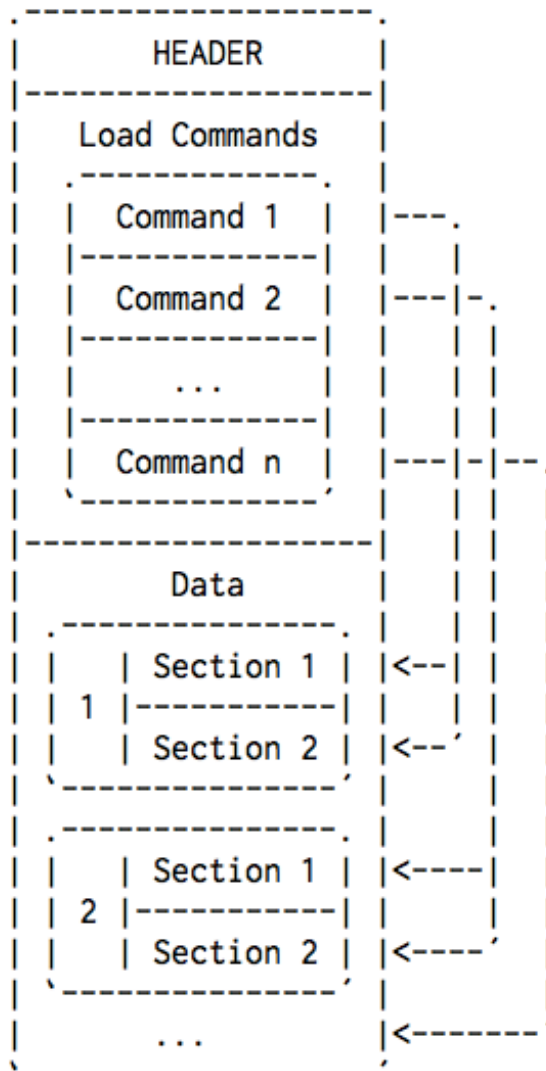 HEADER
Load Commands
Command 1
Command 2
...
Command n
Data
Section 1
1
Section 2
Section 1
2
Section 2
...